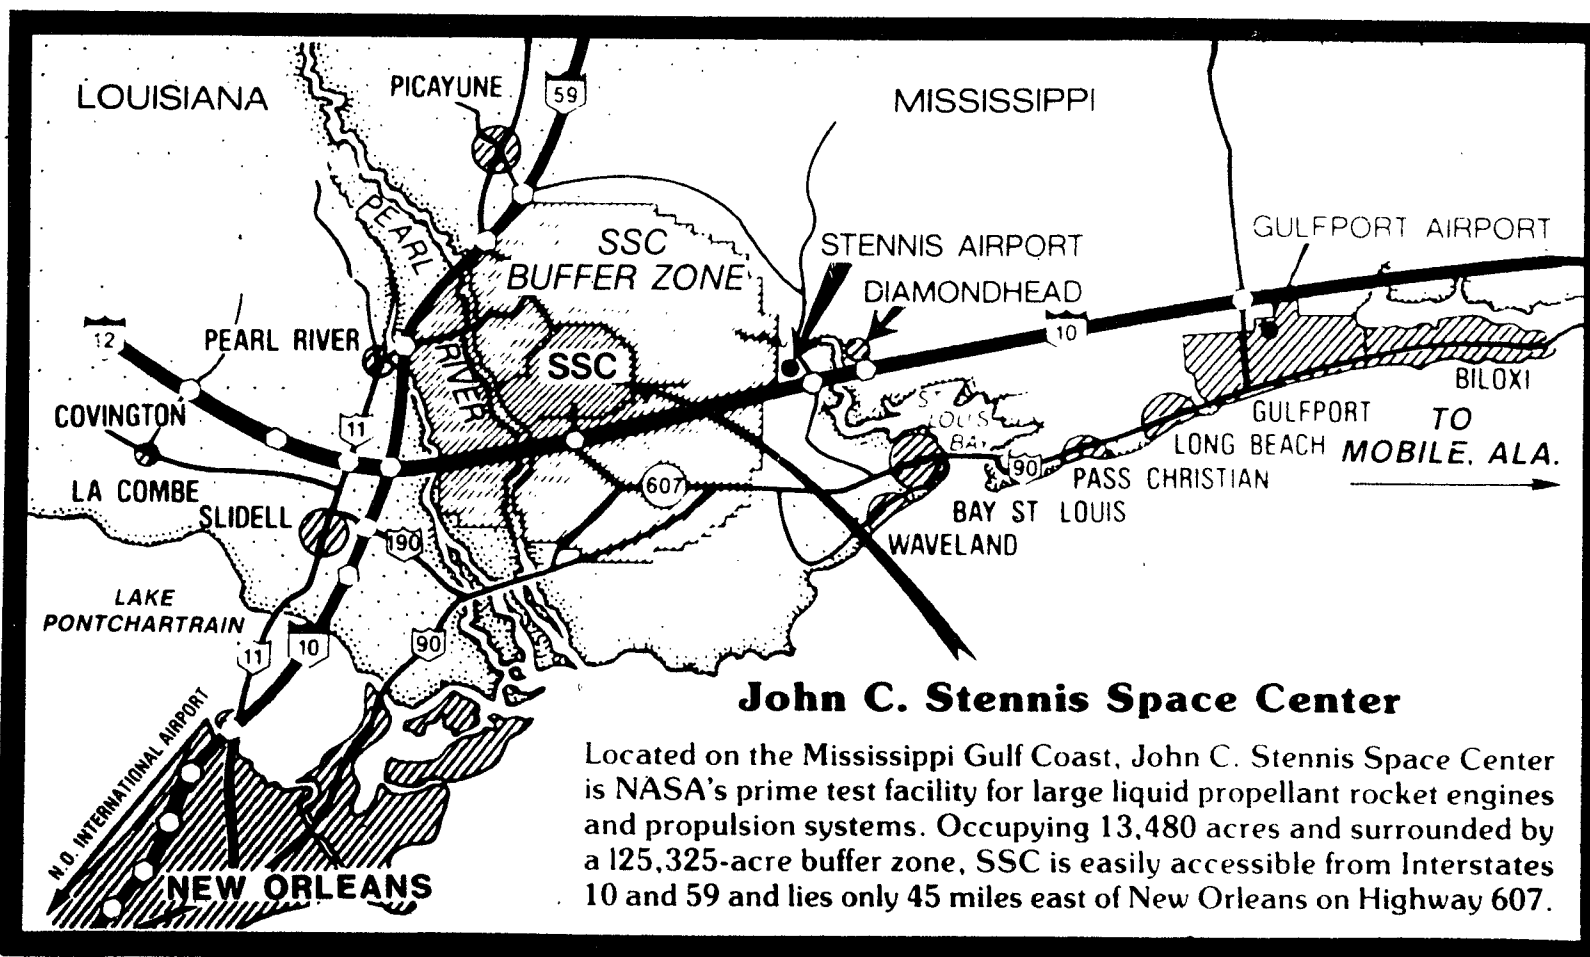 LOUISIANA
PICAYUNE
59
MISSISSIPPI
PEARL
RIVER
SSC
BUFFER ZONE
STENNIS AIRPORT
GULFPORT AIRPORT
DIAMONDHEAD
12
PEARL RIVER
SSC
10
BILOXI
COVINGTON
11
ST
LOUIS
BAY
GULFPORT
TO
MOBILE, ALA.
LONG BEACH
90
PASS CHRISTIAN
607
LA COMBE
SLIDELL
BAY ST LOUIS
190
WAVELAND
LAKE
PONTCHARTRAIN
11
10
90
N.O. INTERNATIONAL AIRPORT
NEW ORLEANS
John C. Stennis Space Center
Located on the Mississippi Gulf Coast, John C. Stennis Space Center
is NASA's prime test facility for large liquid propellant rocket engines
and propulsion systems. Occupying 13,480 acres and surrounded by
a 125,325-acre buffer zone, SSC is easily accessible from Interstates
10 and 59 and lies only 45 miles east of New Orleans on Highway 607.